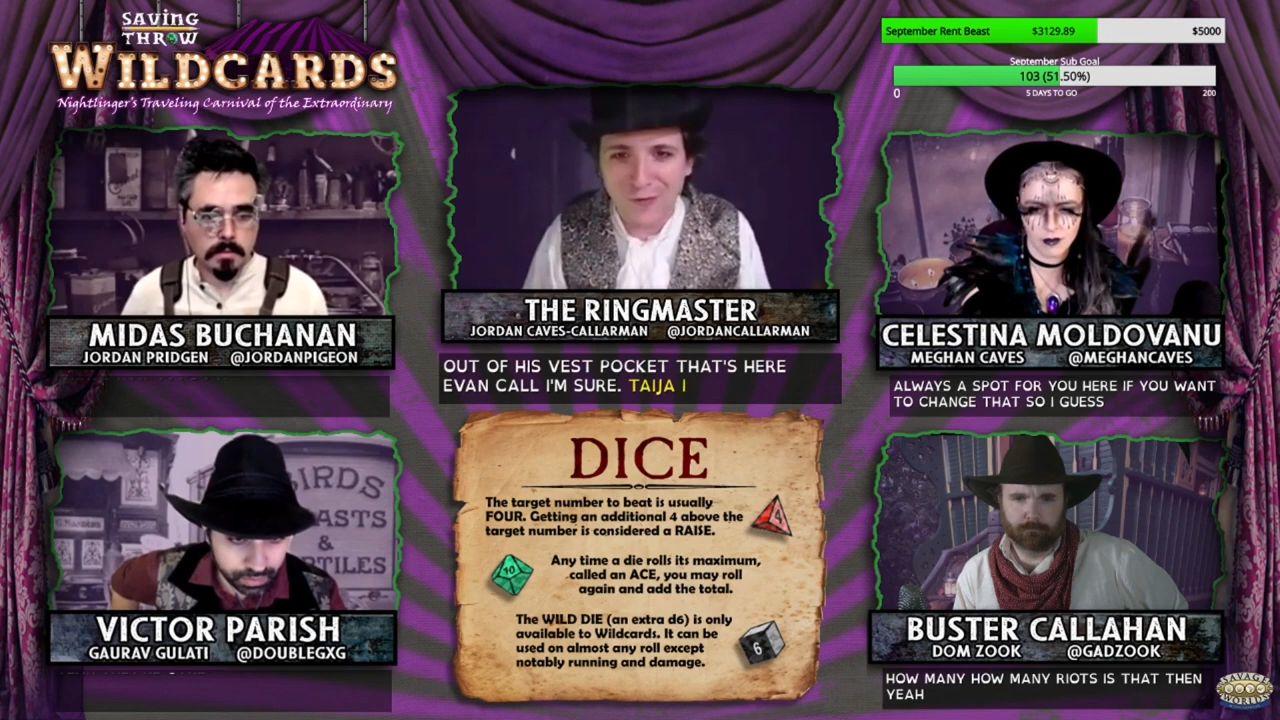 SAVING
THROW
WILDCARDS
Nightlinger's Traveling Carnival of the Extraordinary
September Rent Beast $3129.89 $5000
September Sub Goal
103 (51.50%)
0 5 DAYS TO GO 200
MIDAS BUCHANAN
JORDAN PRIDGEN @JORDANPIGEON
THE RINGMASTER
JORDAN CAVES-CALLARMAN @JORDANCALLARMAN
OUT OF HIS VEST POCKET THAT'S HERE
EVAN CALL I'M SURE. TAIJA I
CELESTINA MOLDOVANU
MEGHAN CAVES @MEGHANCAVES
ALWAYS A SPOT FOR YOU HERE IF YOU WANT
TO CHANGE THAT SO I GUESS
BIRDS
&
VICTOR PARISH
GAURAV GULATI @DOUBLEGXG
DICE
The target number to beat is usually
FOUR. Getting an additional 4 above the
target number is considered a RAISE.
4
10
Any time a die rolls its maximum,
called an ACE, you may roll
again and add the total.
The WILD DIE (an extra d6) is only
available to Wildcards. It can be
used on almost any roll except
notably running and damage.
6
BUSTER CALLAHAN
DOM ZOOK @GADZOOK
HOW MANY HOW MANY RIOTS IS THAT THEN
YEAH
SAVAGE
WORLDS